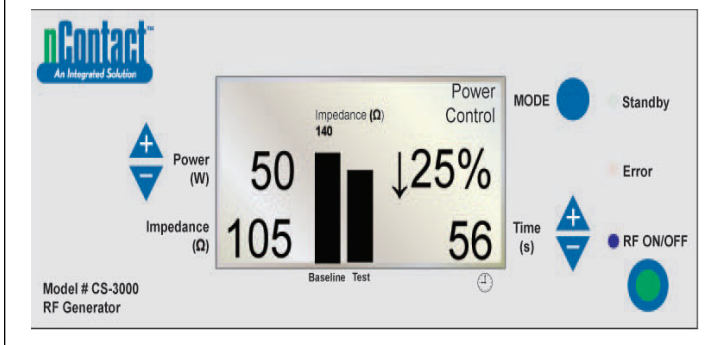 nContact™
An Integrated Solution
Power
Control
Impedance (Ω)
140
MODE
Standby
Power
(W)
50
↓25%
Error
Impedance
(Ω)
105
56
Time
(s)
RF ON/OFF
Baseline Test
Model # CS-3000
RF Generator